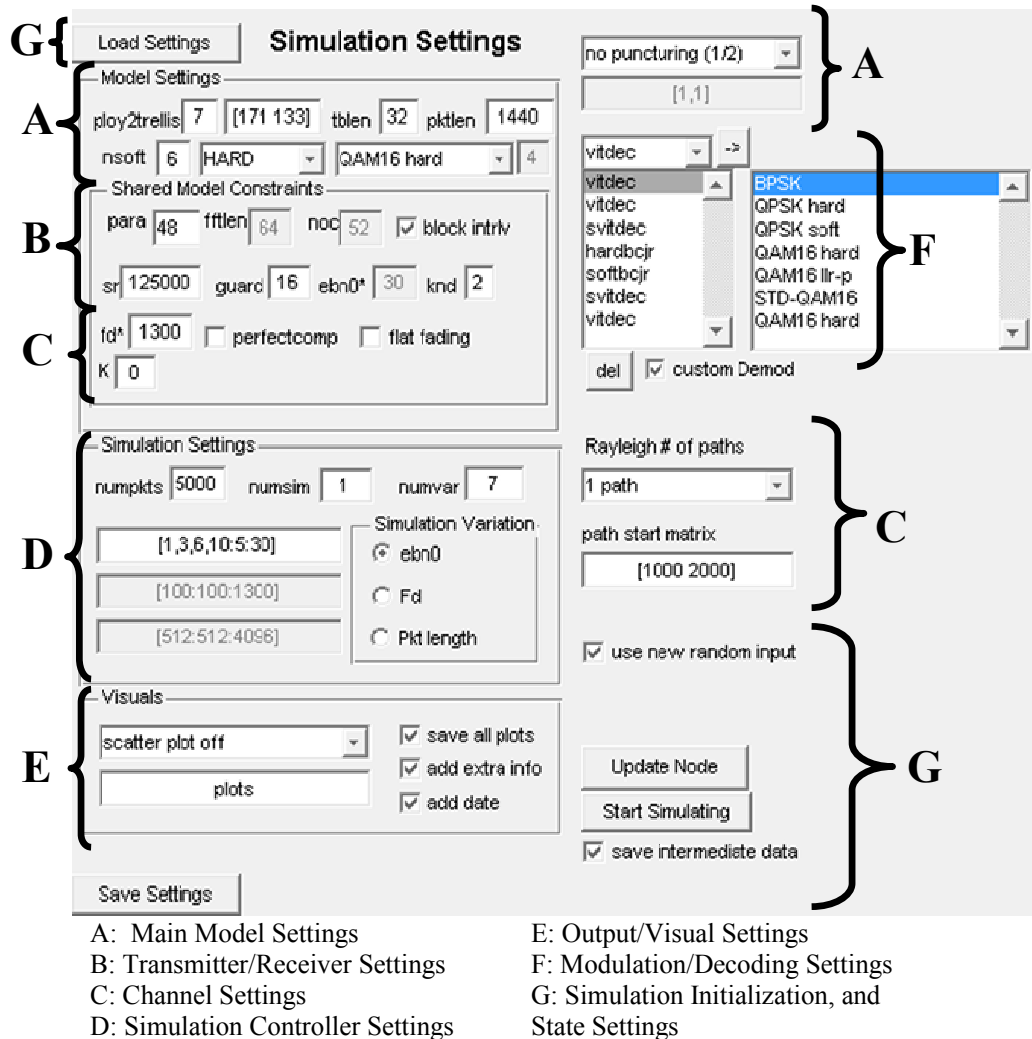 G
Load Settings
Simulation Settings
no puncturing (1/2)
A
[1,1]
Model Settings
A
ploy2trellis 7 [171 133] tblen 32 pktlen 1440
nsoft 6 HARD QAM16 hard 4
vitdec ->
Shared Model Constraints
B
para 48 fftlen 64 noc 52 block intrlv
sr 125000 guard 16 ebn0* 30 knd 2
vitdec
vitdec
svitdec
hardbcjr
softbcjr
svitdec
vitdec
BPSK
QPSK hard
QPSK soft
QAM16 hard
QAM16 llr-p
STD-QAM16
QAM16 hard
F
C
fd* 1300 perfectcomp flat fading
K 0
del custom Demod
Simulation Settings
D
numpkts 5000 numsim 1 numvar 7
[1,3,6,10:5:30]
[100:100:1300]
[512:512:4096]
Simulation Variation
ebn0
Fd
Pkt length
Rayleigh # of paths
1 path
path start matrix
[1000 2000]
C
use new random input
Visuals
E
scatter plot off
plots
save all plots
add extra info
add date
Update Node
Start Simulating
save intermediate data
G
Save Settings
A: Main Model Settings
B: Transmitter/Receiver Settings
C: Channel Settings
D: Simulation Controller Settings
E: Output/Visual Settings
F: Modulation/Decoding Settings
G: Simulation Initialization, and
State Settings